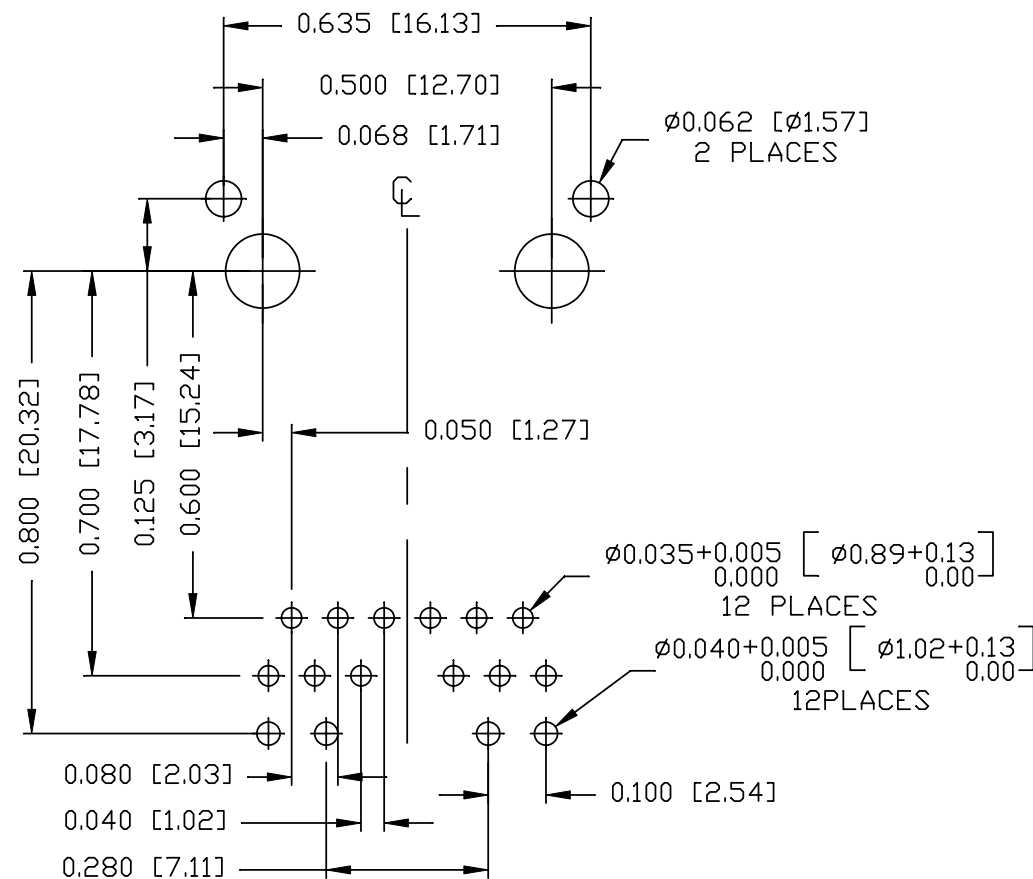 0.635 [16.13]
0.500 [12.70]
0.068 [1.71]
Ø0.062 [Ø1.57]
2 PLACES
CL
0.800 [20.32]
0.700 [17.78]
0.125 [3.17]
0.600 [15.24]
0.050 [1.27]
Ø0.035+0.005 [Ø0.89+0.13]
0.000 0.00
12 PLACES
Ø0.040+0.005 [Ø1.02+0.13]
0.000 0.00
12PLACES
0.080 [2.03]
0.100 [2.54]
0.040 [1.02]
0.280 [7.11]